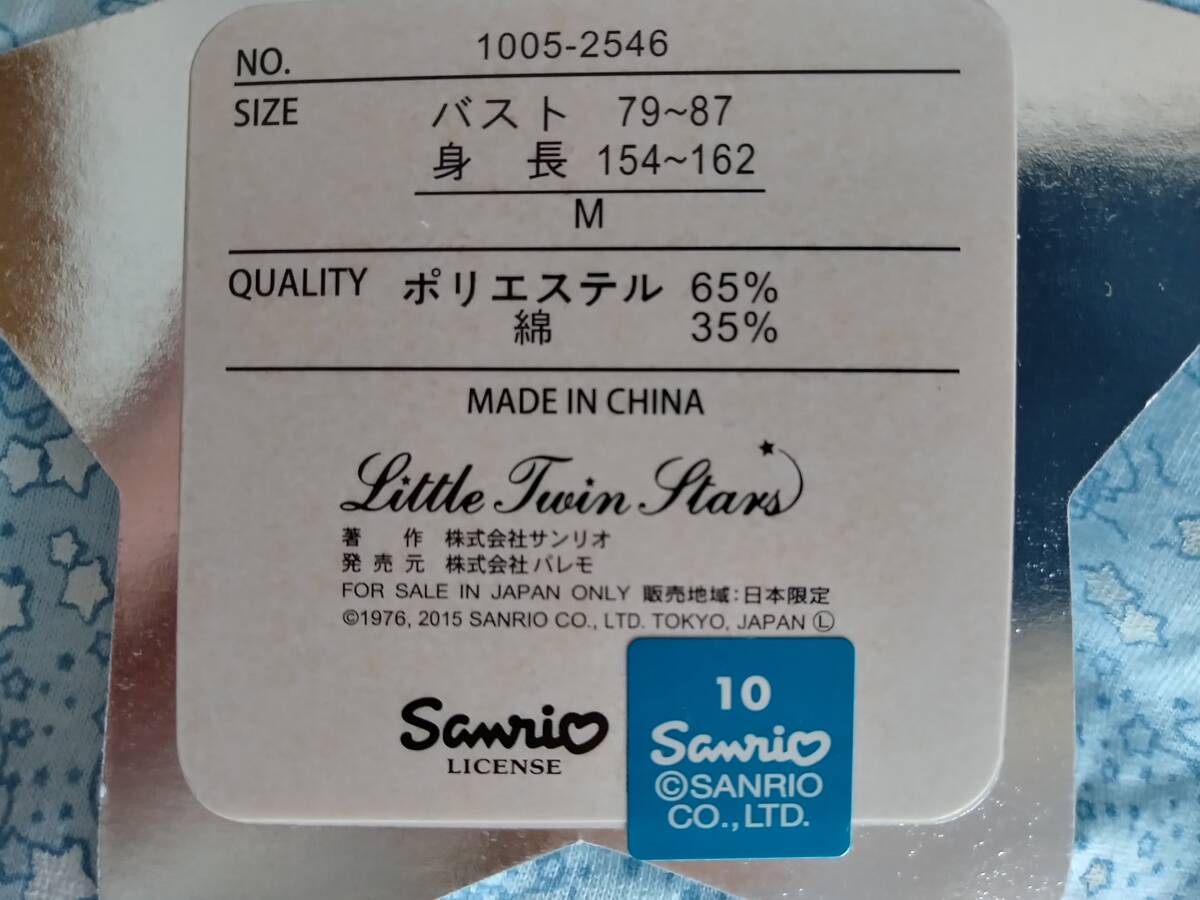 NO. 1005-2546
SIZE バスト 79~87
身長 154~162
M
QUALITY ポリエステル 65%
綿 35%
MADE IN CHINA
Little Twin Stars
著作 株式会社サンリオ
発売元 株式会社パレモ
FOR SALE IN JAPAN ONLY 販売地域:日本限定
©1976, 2015 SANRIO CO., LTD. TOKYO, JAPAN Ⓛ
Sanrio
LICENSE
10
Sanrio
©SANRIO
CO.,LTD.